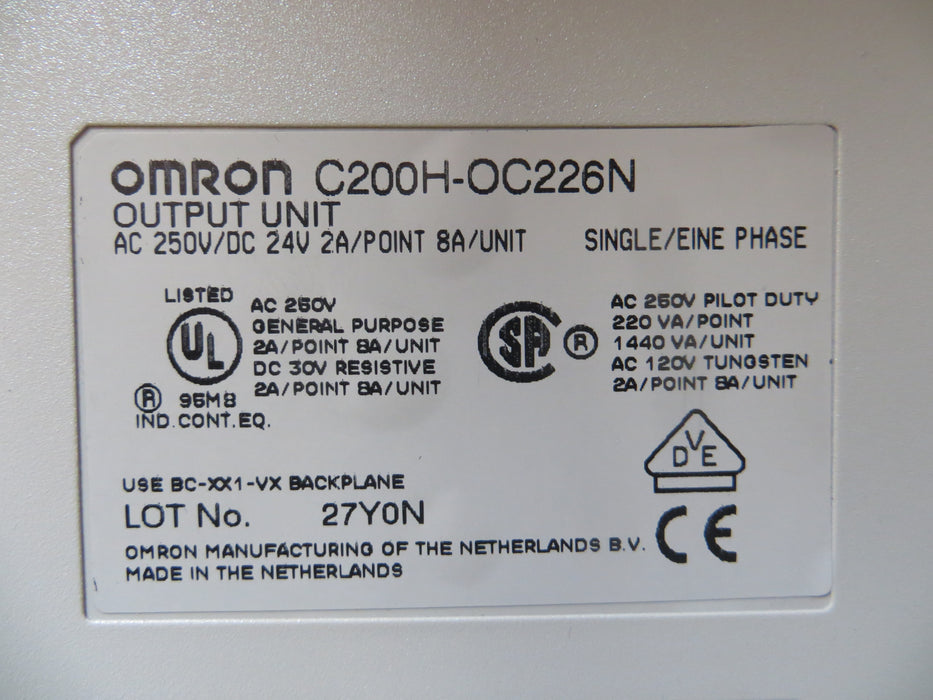 OMRON C200H-OC226N
OUTPUT UNIT
AC 250V/DC 24V 2A/POINT 8A/UNIT SINGLE/EINE PHASE
LISTED
UL
® 95M8
IND.CONT.EQ.
AC 250V
GENERAL PURPOSE
2A/POINT 8A/UNIT
DC 30V RESISTIVE
2A/POINT 8A/UNIT
SA ®
AC 250V PILOT DUTY
220 VA/POINT
1440 VA/UNIT
AC 120V TUNGSTEN
2A/POINT 8A/UNIT
DVE
USE BC-XX1-VX BACKPLANE
LOT No. 27Y0N
OMRON MANUFACTURING OF THE NETHERLANDS B.V.
MADE IN THE NETHERLANDS
CE